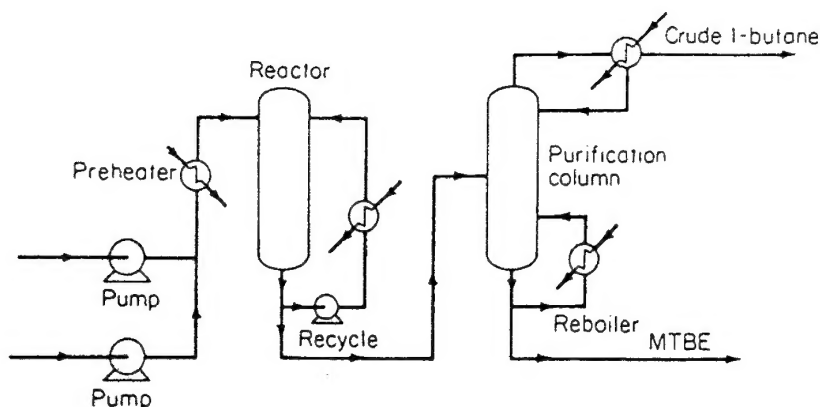 Crude 1-butane
Reactor
Preheater
Purification
column
Pump
Recycle
Reboiler
MTBE
Pump